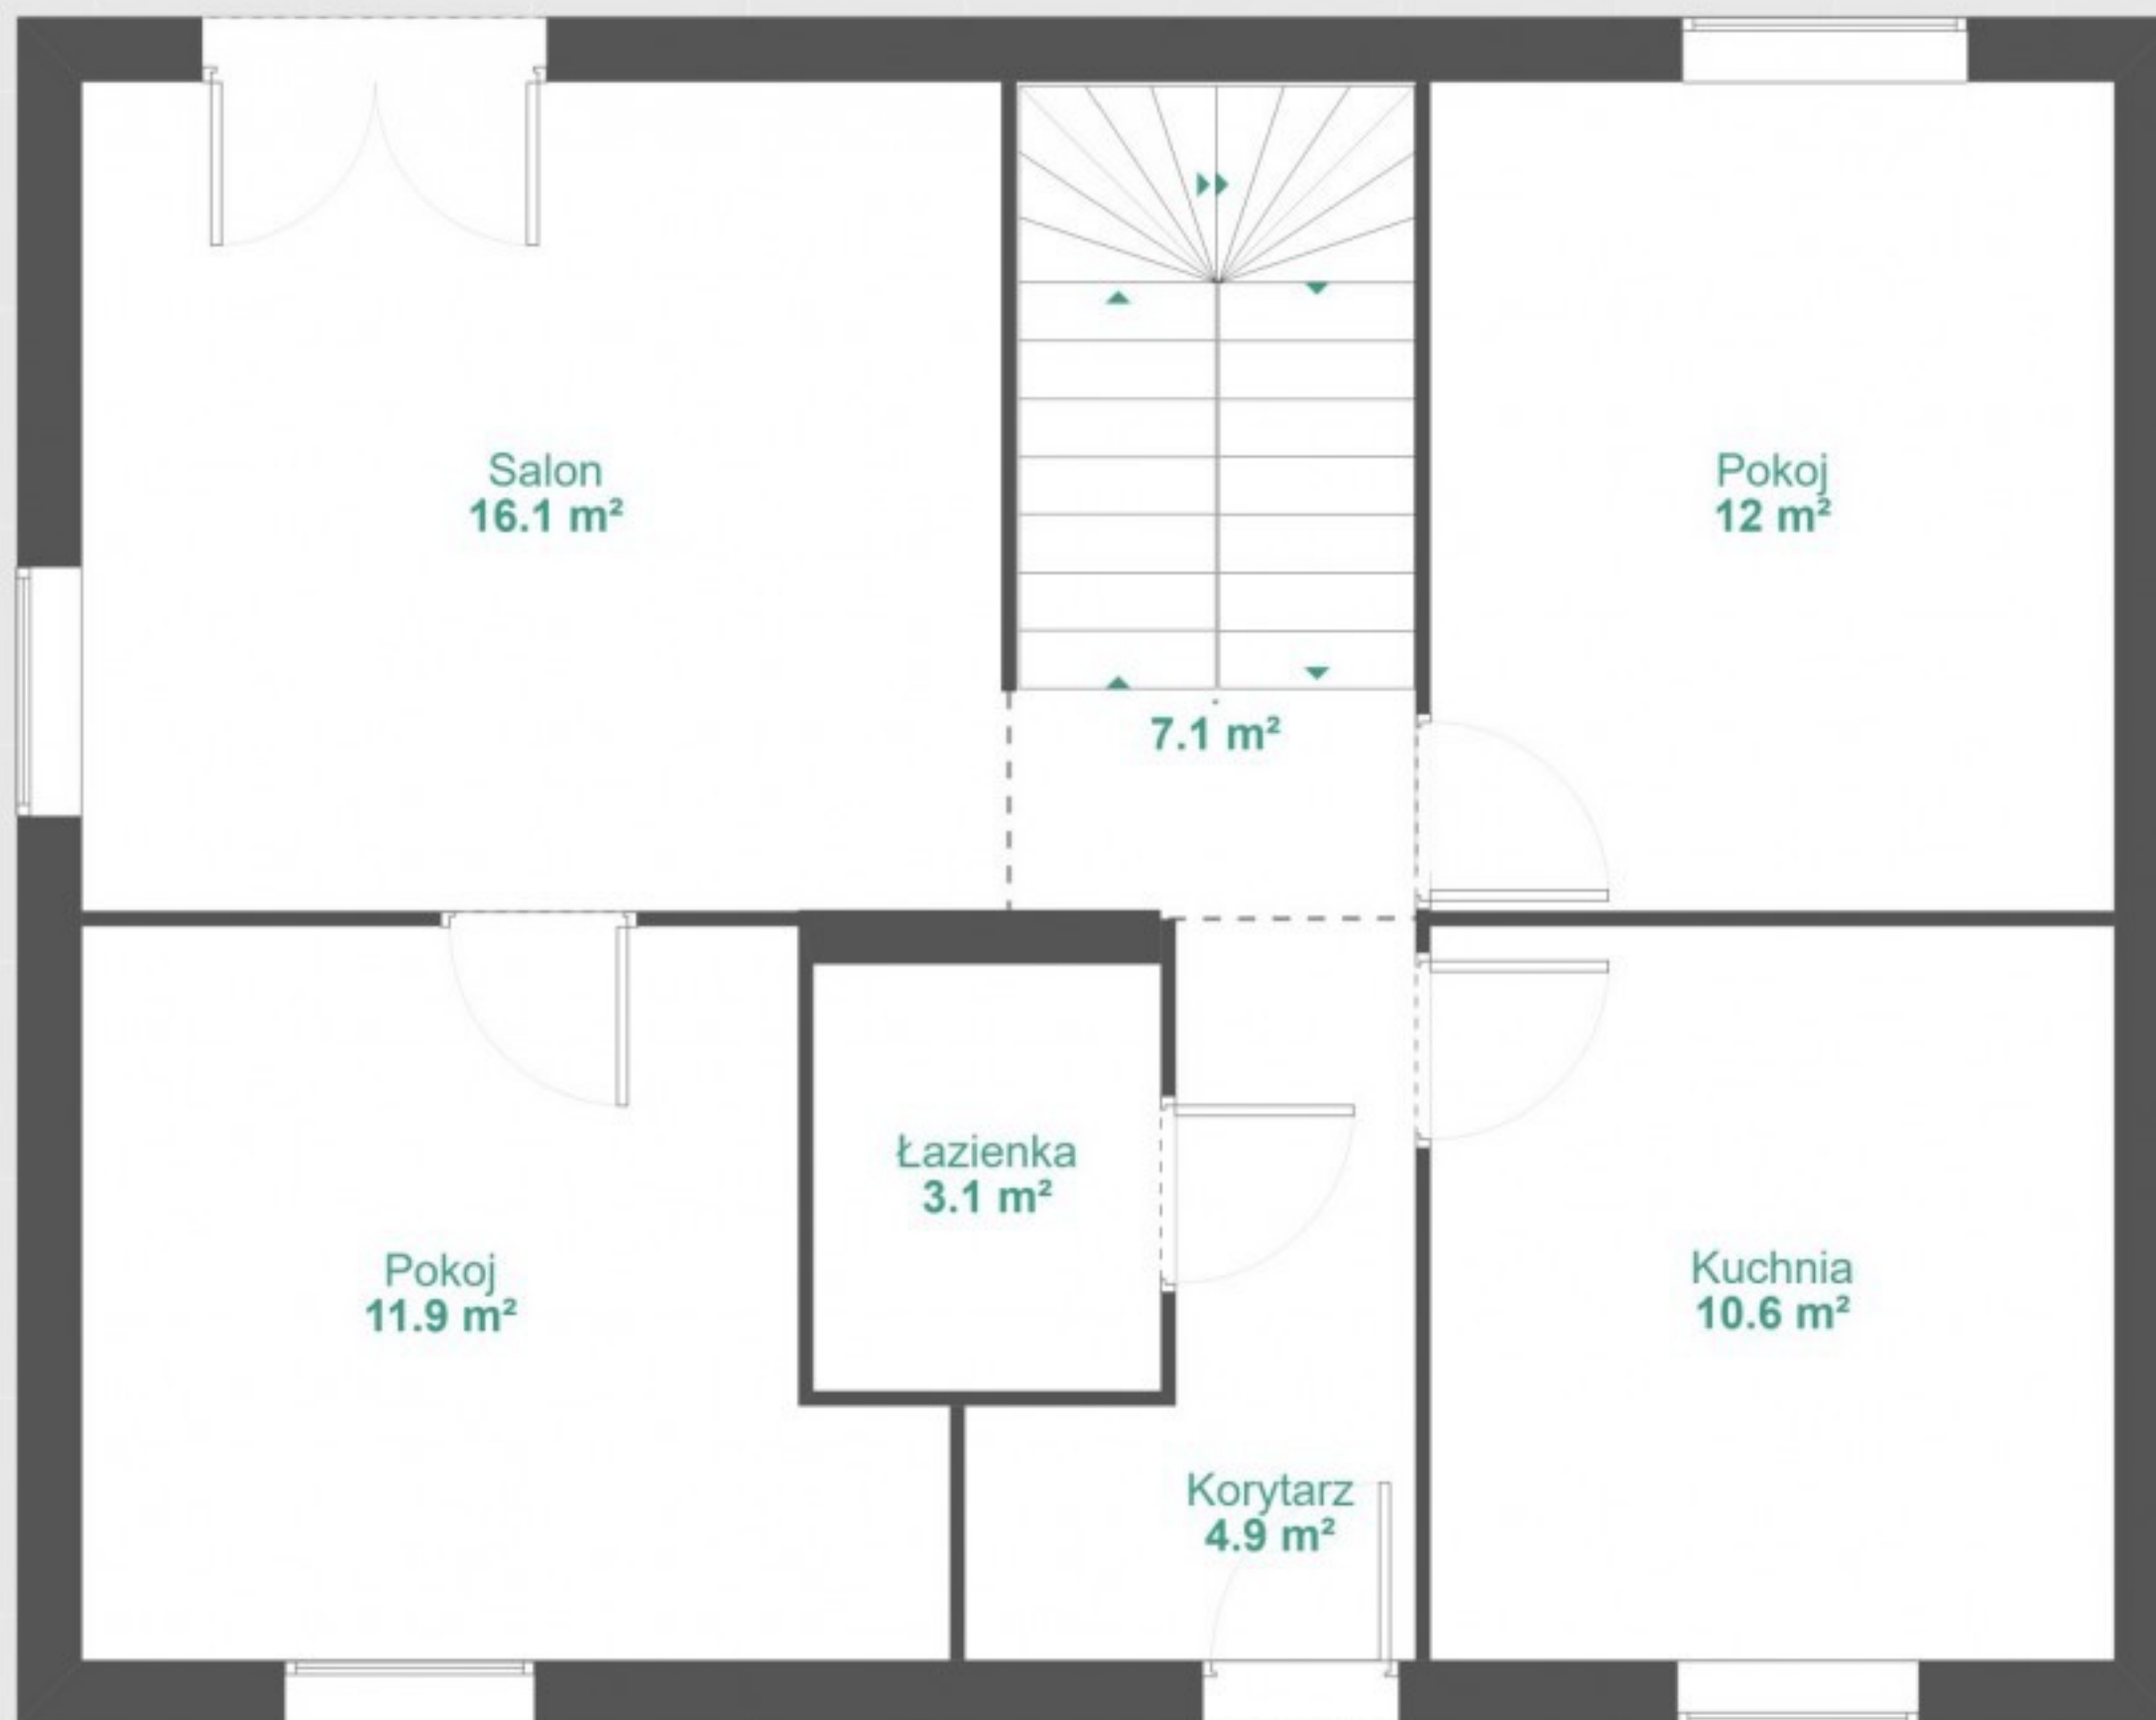 Salon
16.1 m²
Pokoj
12 m²
7.1 m²
Łazienka
3.1 m²
Pokoj
11.9 m²
Kuchnia
10.6 m²
Korytarz
4.9 m²